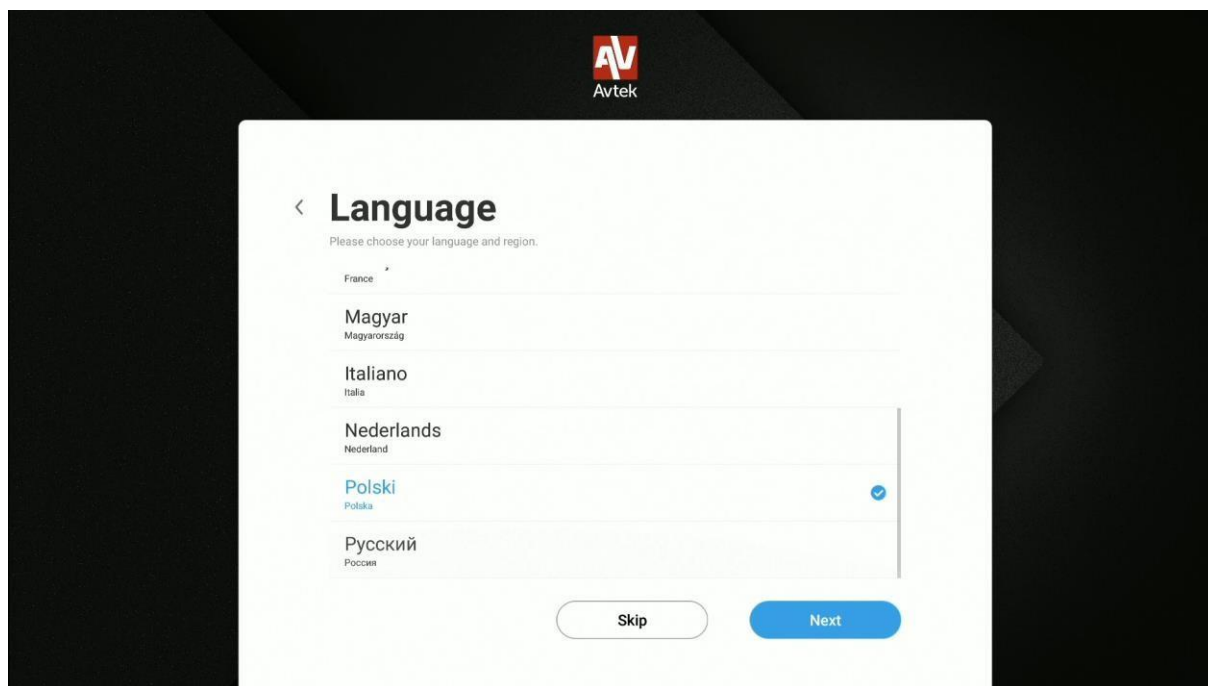 AV
Avtek
Language
Please choose your language and region.
France
Magyar
Magyarország
Italiano
Italia
Nederlands
Nederland
Polski
Polska
Русский
Россия
Skip
Next